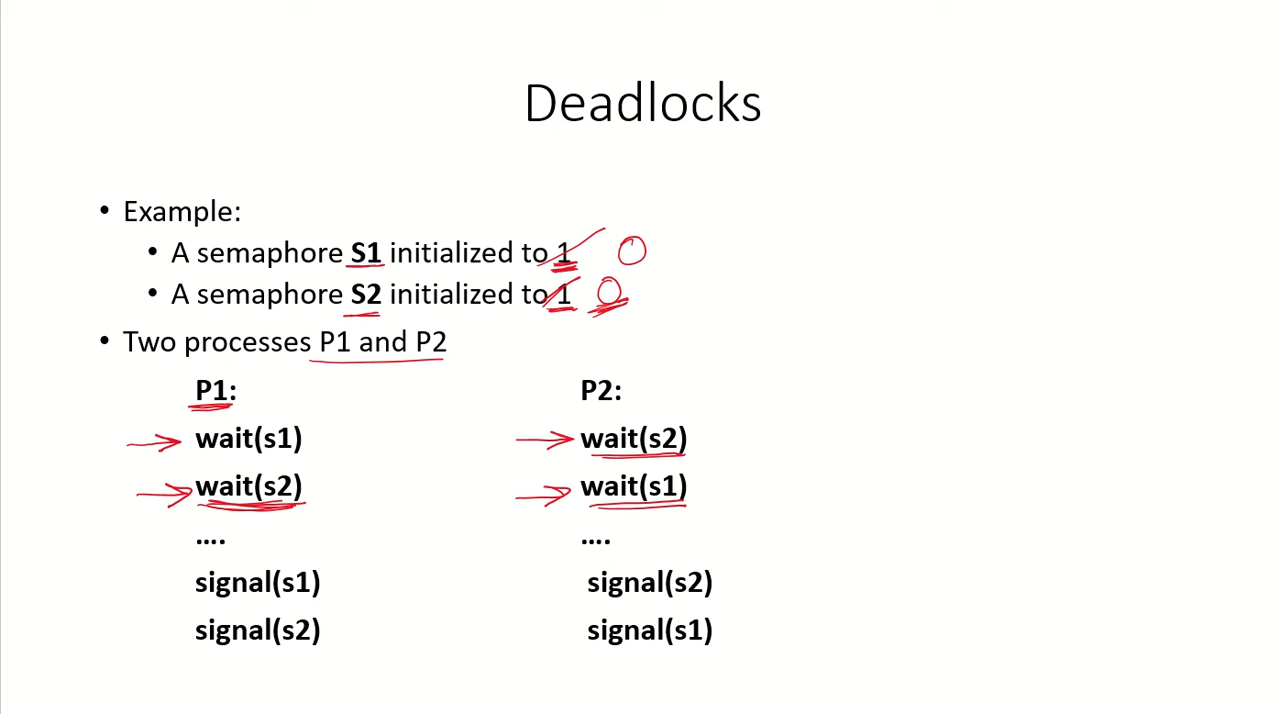 Deadlocks
• Example:
• A semaphore S1 initialized to 1 0
• A semaphore S2 initialized to 1 0
• Two processes P1 and P2
P1: P2:
wait(s1) wait(s2)
wait(s2) wait(s1)
.... ....
signal(s1) signal(s2)
signal(s2) signal(s1)